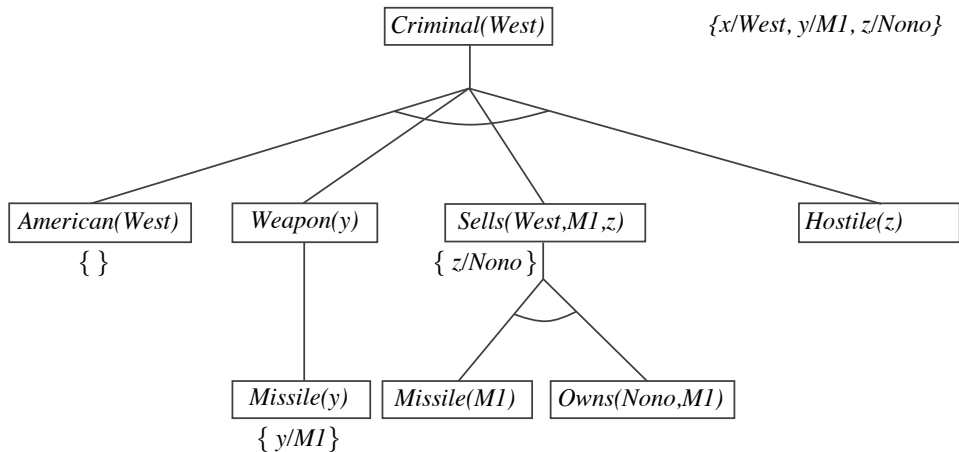 Criminal(West)
{x/West, y/M1, z/Nono}
American(West)
Weapon(y)
Sells(West,M1,z)
Hostile(z)
{ }
{ z/Nono }
Missile(y)
Missile(M1)
Owns(Nono,M1)
{ y/M1}